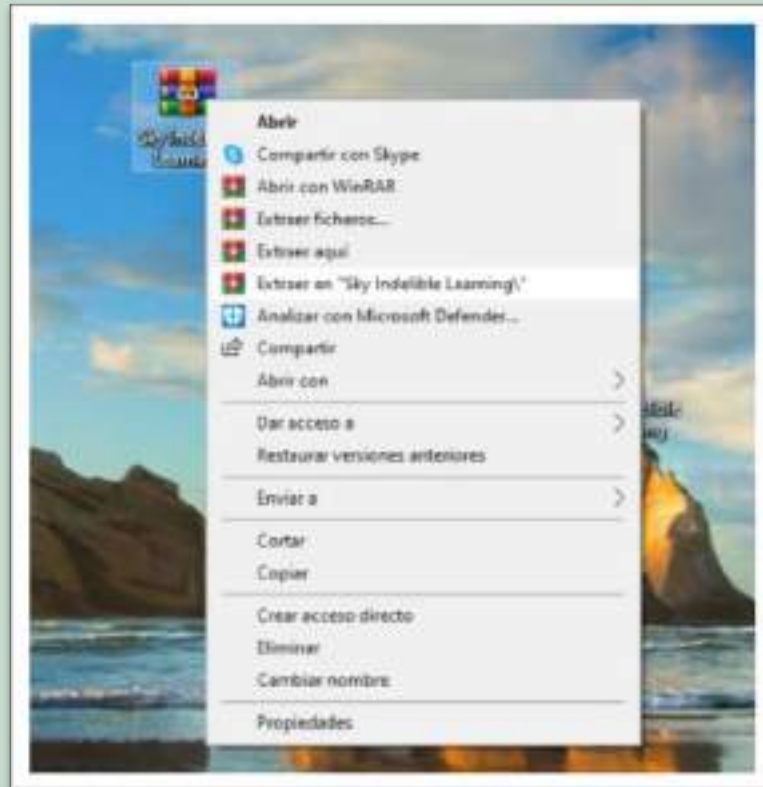 Abrir
Compartir con Skype
Abrir con WinRAR
Extraer ficheros...
Extraer aquí
Extraer en "Sky Indelible Learning\"
Analizar con Microsoft Defender...
Compartir
Abrir con
Dar acceso a
Restaurar versiones anteriores
Enviar a
Cortar
Copiar
Crear acceso directo
Eliminar
Cambiar nombre
Propiedades